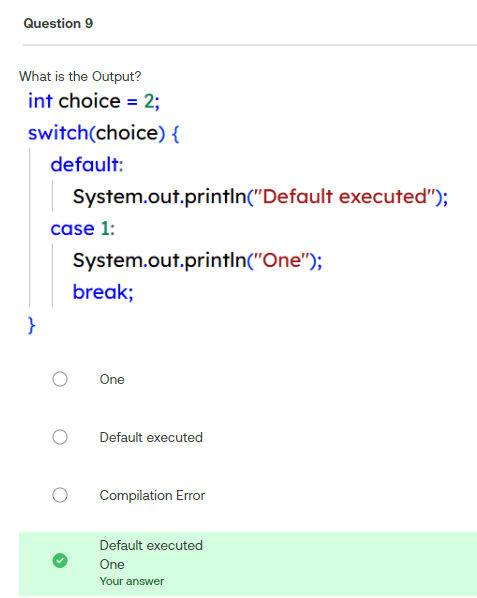 Question 9
What is the Output?
int choice = 2;
switch(choice) {
default:
System.out.println("Default executed");
case 1:
System.out.println("One");
break;
}
One
Default executed
Compilation Error
Default executed
One
Your answer